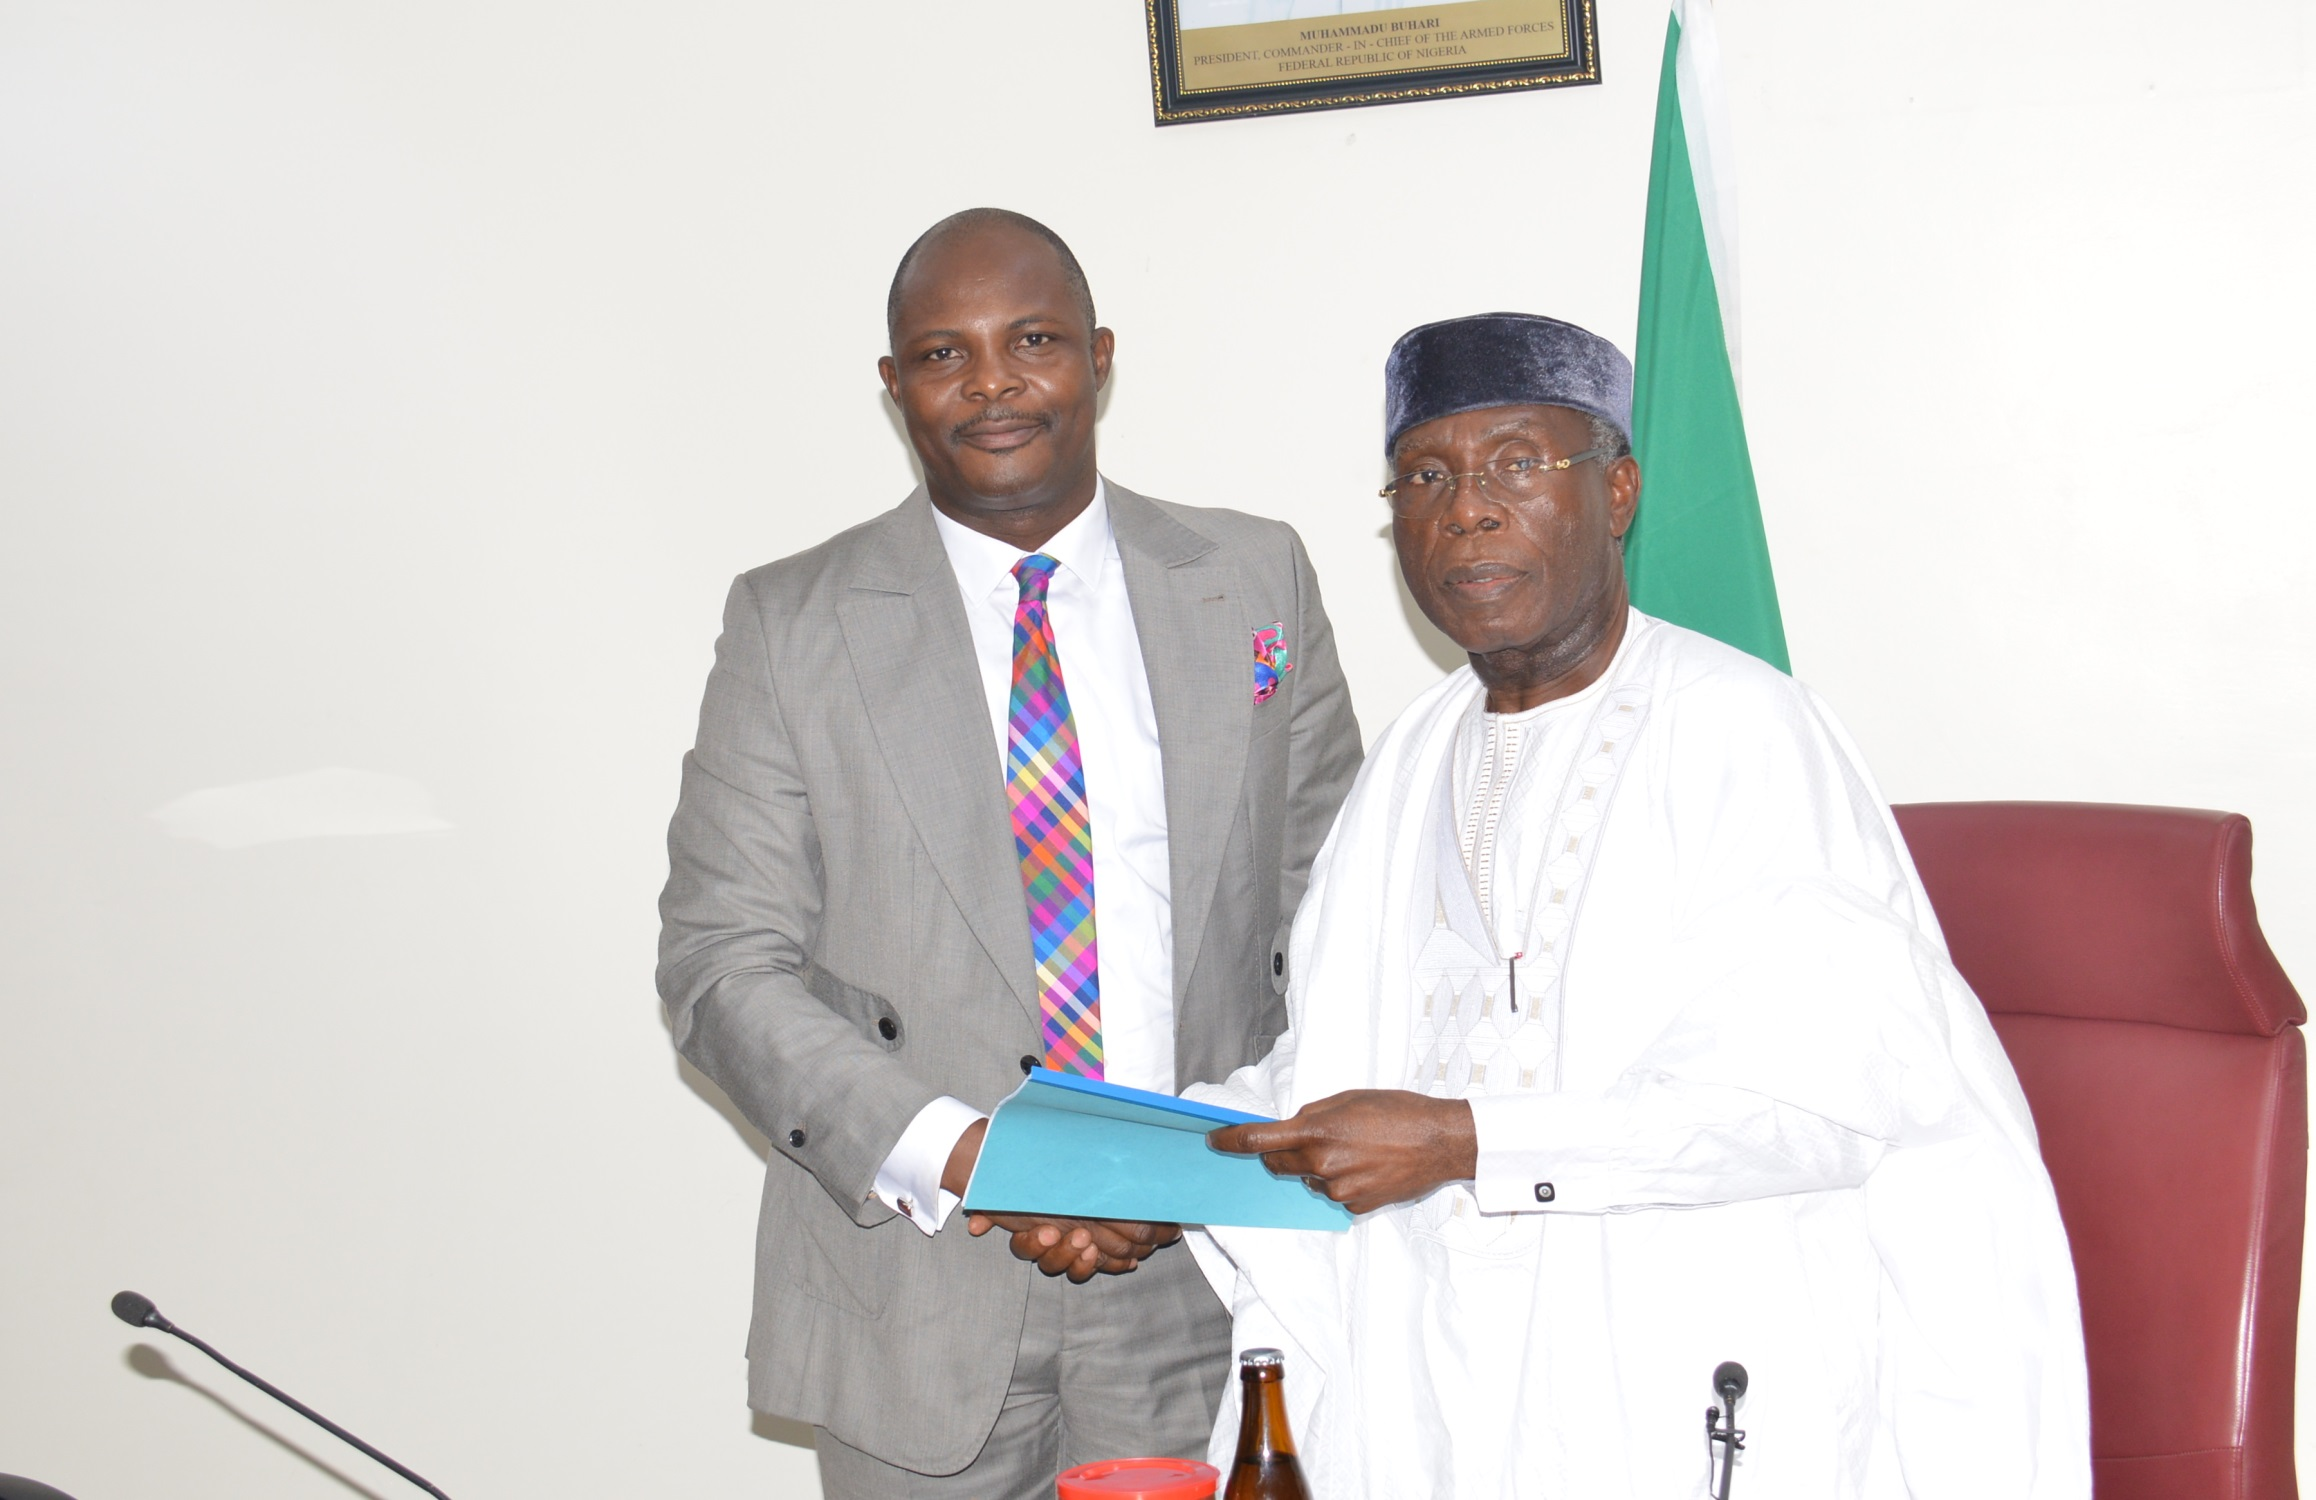 MUHAMMADU BUHARI
PRESIDENT, COMMANDER - IN - CHIEF OF THE ARMED FORCES
FEDERAL REPUBLIC OF NIGERIA